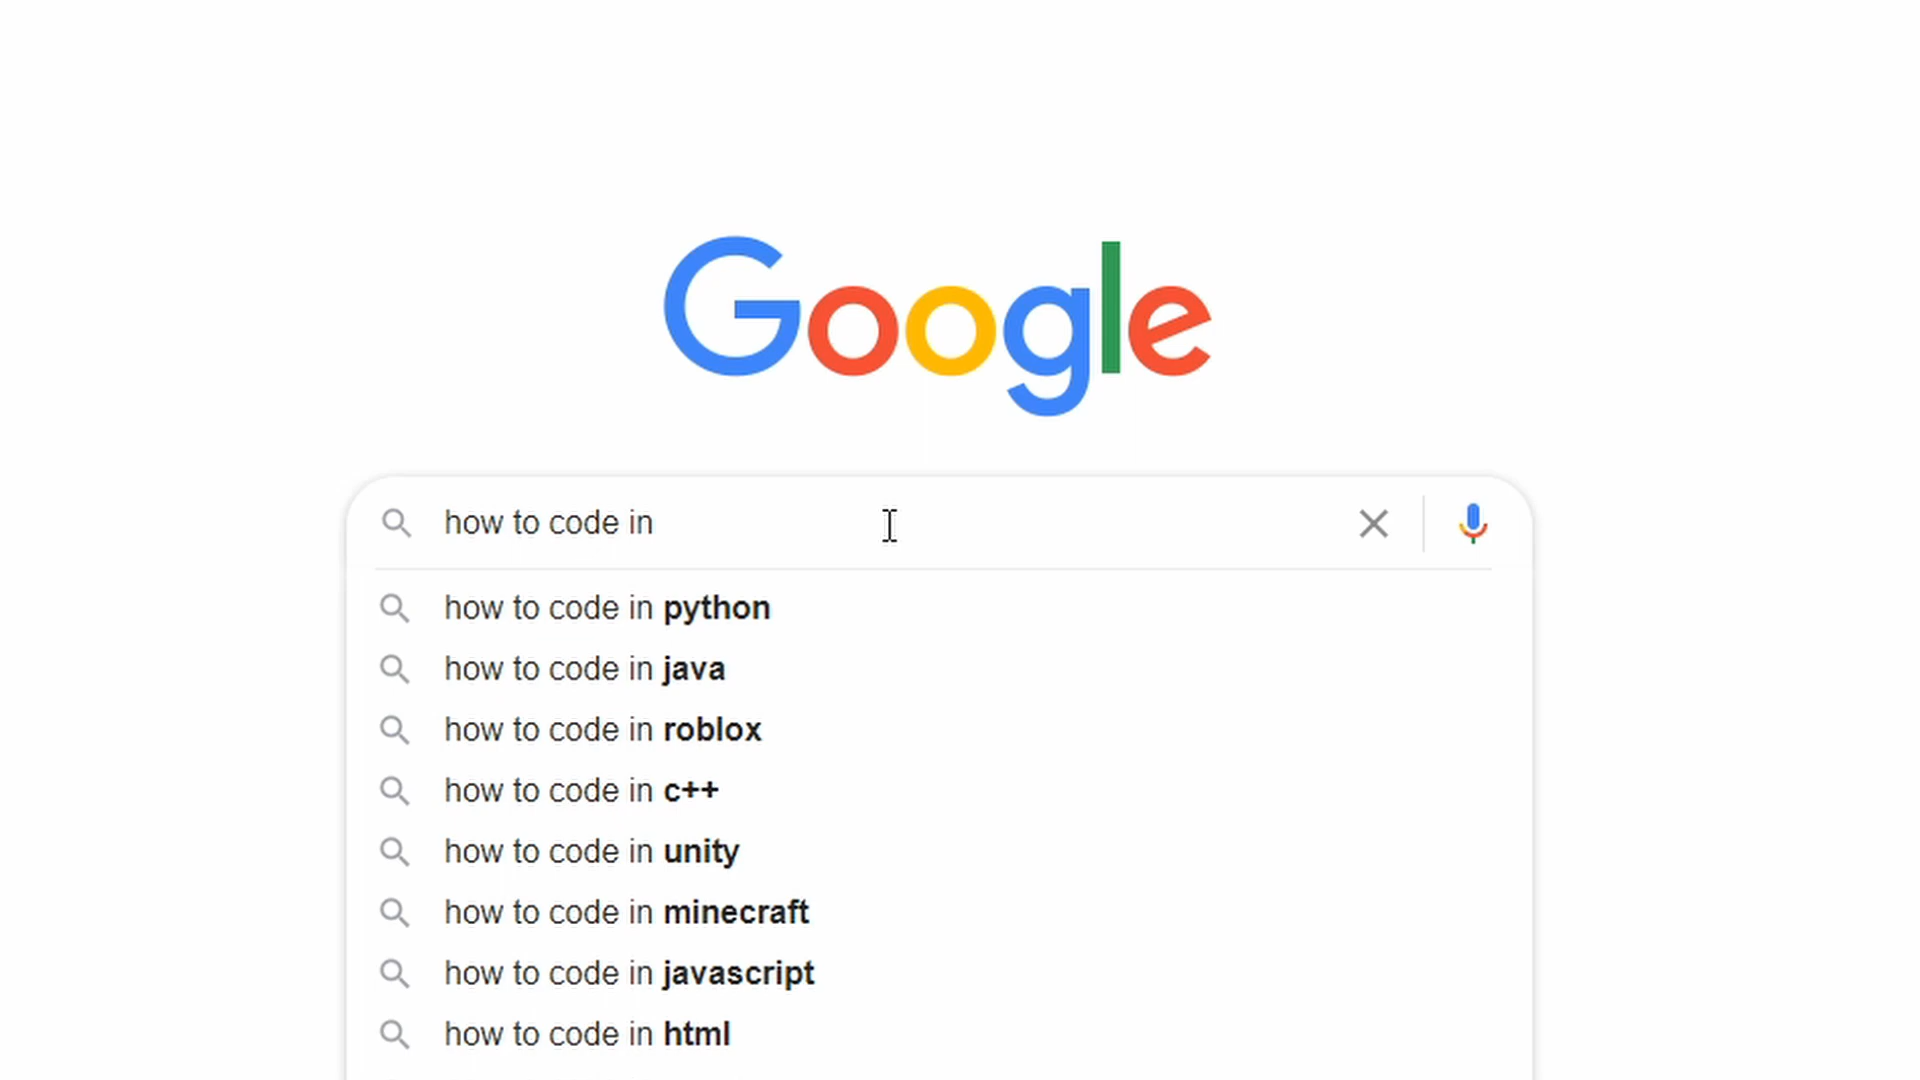 Google
how to code in
how to code in python
how to code in java
how to code in roblox
how to code in c++
how to code in unity
how to code in minecraft
how to code in javascript
how to code in html